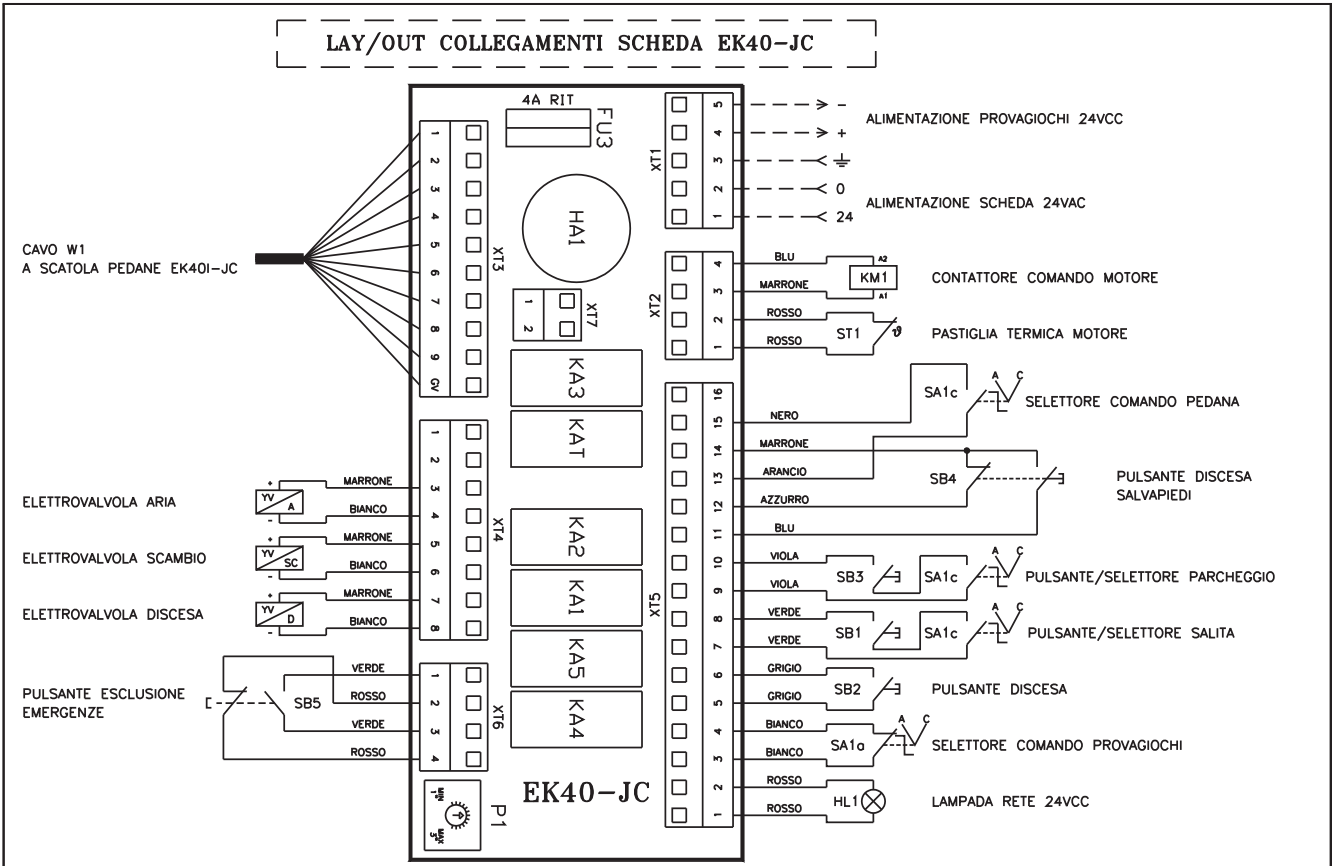 LAY/OUT COLLEGAMENTI SCHEDA EK40-JC
4A RIT
FU3
HA1
XT3
1
2
3
4
5
6
7
8
9
GV
CAVO W1
A SCATOLA PEDANE EK40I-JC
XT7
1
2
KA3
KAT
KA2
KA1
KA5
KA4
XT4
1
2
3
4
5
6
7
8
ELETTROVALVOLA ARIA
+
YV
A
-
MARRONE
BIANCO
ELETTROVALVOLA SCAMBIO
+
YV
SC
-
MARRONE
BIANCO
ELETTROVALVOLA DISCESA
+
YV
D
-
MARRONE
BIANCO
XT6
1
2
3
4
PULSANTE ESCLUSIONE
EMERGENZE
SB5
VERDE
ROSSO
VERDE
ROSSO
MIN
1"
MAX
3"
P1
EK40-JC
XT1
5
4
3
2
1
-
+
0
24
ALIMENTAZIONE PROVAGIOCHI 24VCC
ALIMENTAZIONE SCHEDA 24VAC
XT2
4
3
2
1
BLU
MARRONE
ROSSO
ROSSO
A2
KM1
A1
CONTATTORE COMANDO MOTORE
ST1
ϑ
PASTIGLIA TERMICA MOTORE
XT5
16
15
14
13
12
11
10
9
8
7
6
5
4
3
2
1
NERO
MARRONE
ARANCIO
AZZURRO
BLU
VIOLA
VIOLA
VERDE
VERDE
GRIGIO
GRIGIO
BIANCO
BIANCO
ROSSO
ROSSO
SA1c
A C
SELETTORE COMANDO PEDANA
SB4
PULSANTE DISCESA
SALVAPIEDI
SB3
SA1c
A C
PULSANTE/SELETTORE PARCHEGGIO
SB1
SA1c
A C
PULSANTE/SELETTORE SALITA
SB2
PULSANTE DISCESA
SA1a
A C
SELETTORE COMANDO PROVAGIOCHI
HL1
LAMPADA RETE 24VCC